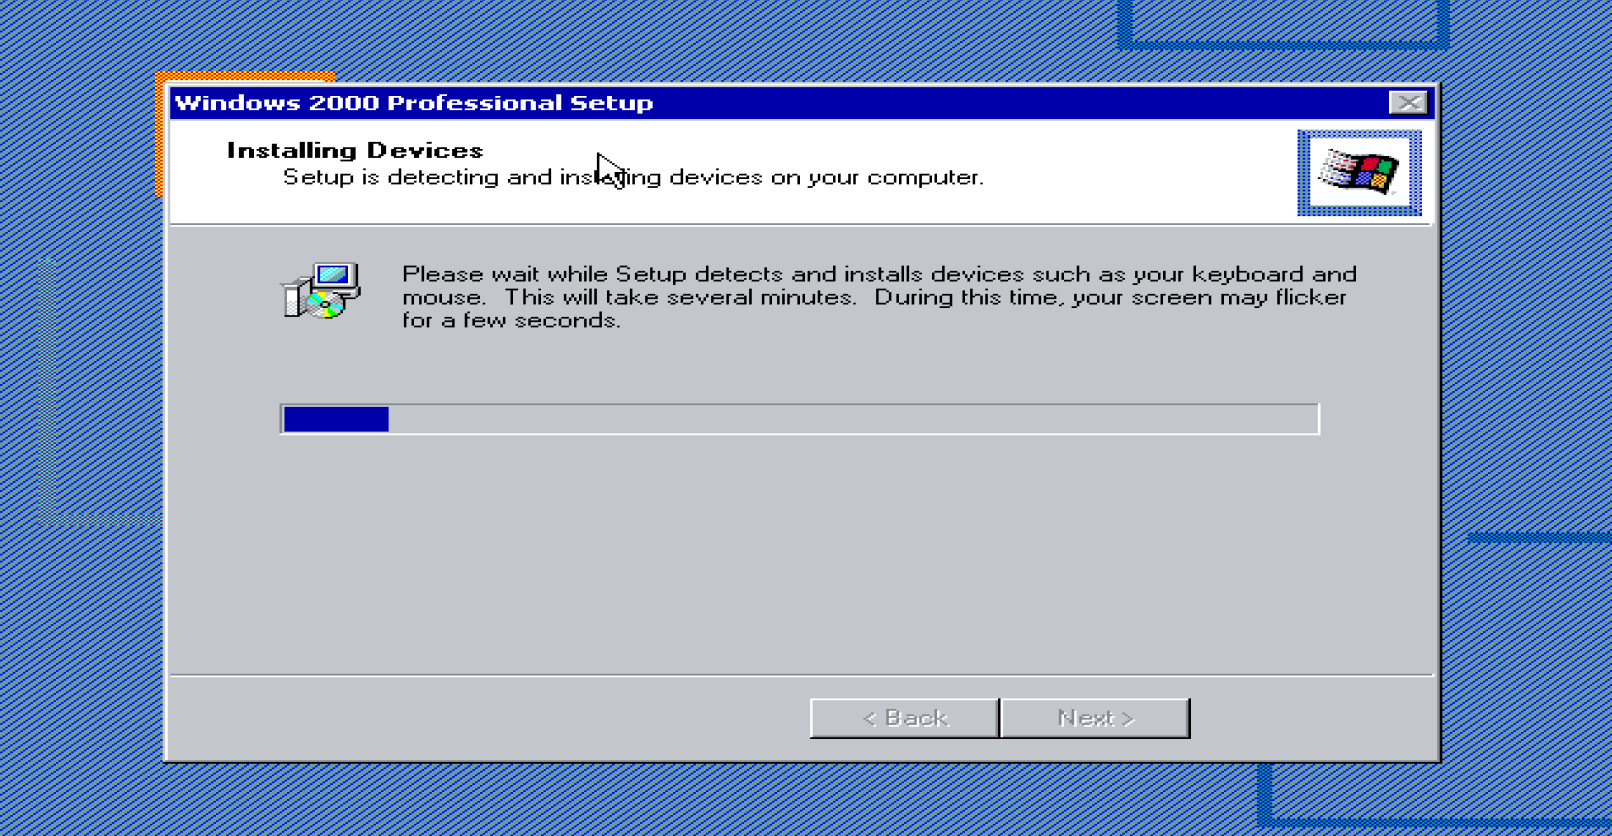 Windows 2000 Professional Setup
Installing Devices
Setup is detecting and installing devices on your computer.
Please wait while Setup detects and installs devices such as your keyboard and
mouse.  This will take several minutes.  During this time, your screen may flicker
for a few seconds.
< Back
Next >